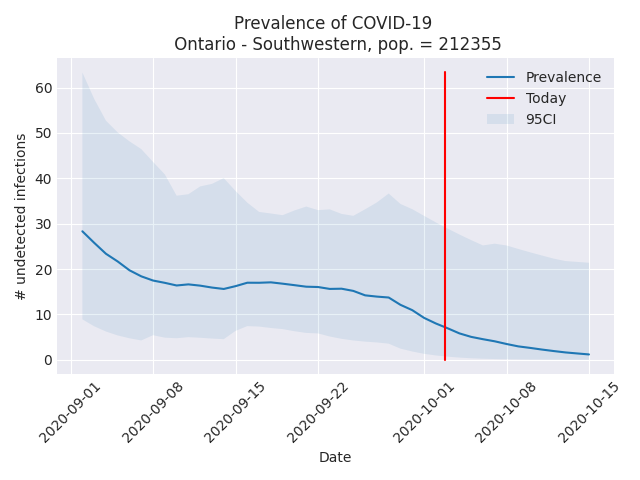 Prevalence of COVID-19
Ontario - Southwestern, pop. = 212355
Prevalence
Today
95CI
60
50
40
30
20
10
0
# undetected infections
2020-09-01
2020-09-08
2020-09-15
2020-09-22
2020-10-01
2020-10-08
2020-10-15
Date